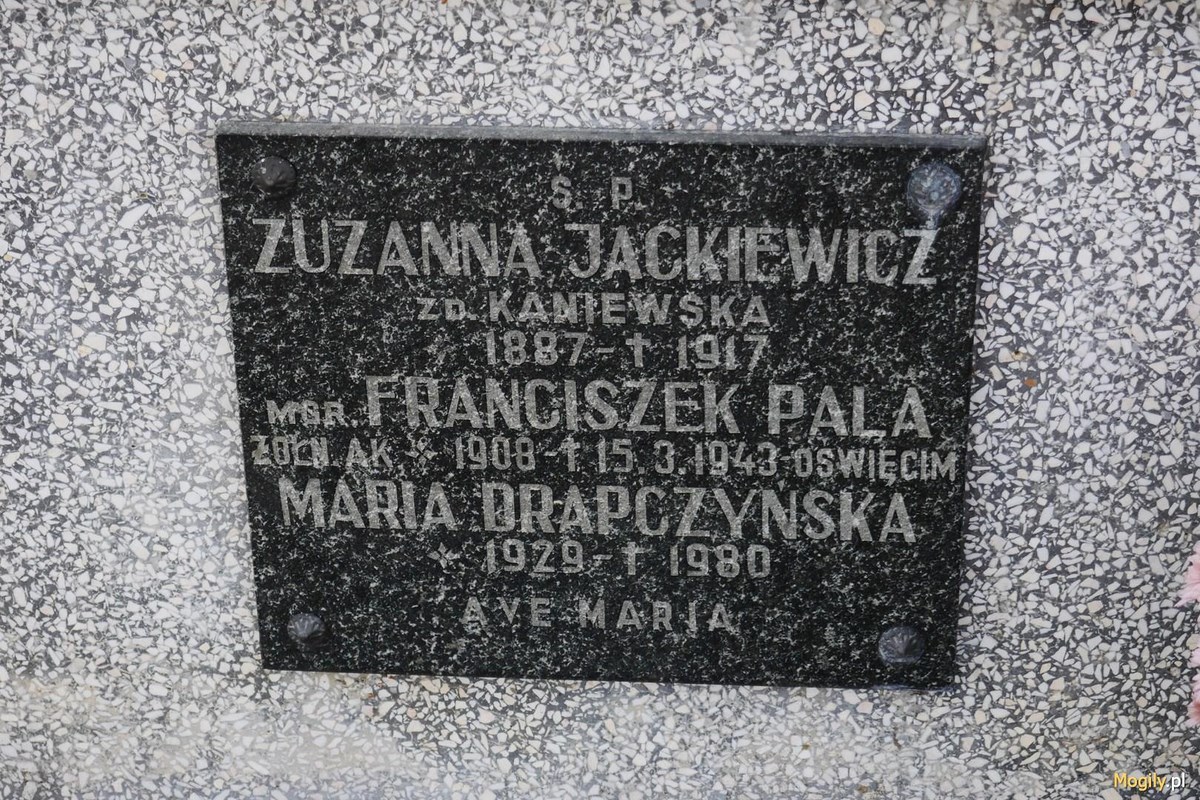 Ś. P.
ZUZANNA JACKIEWICZ
ZD. KANIEWSKA
* 1887 - † 1917
MGR. FRANCISZEK PALA
ŻOŁN. AK * 1908 - † 15.3.1943-OŚWIĘCIM
MARIA DRAPCZYŃSKA
* 1929 - † 1980
AVE MARIA
Mogily.pl